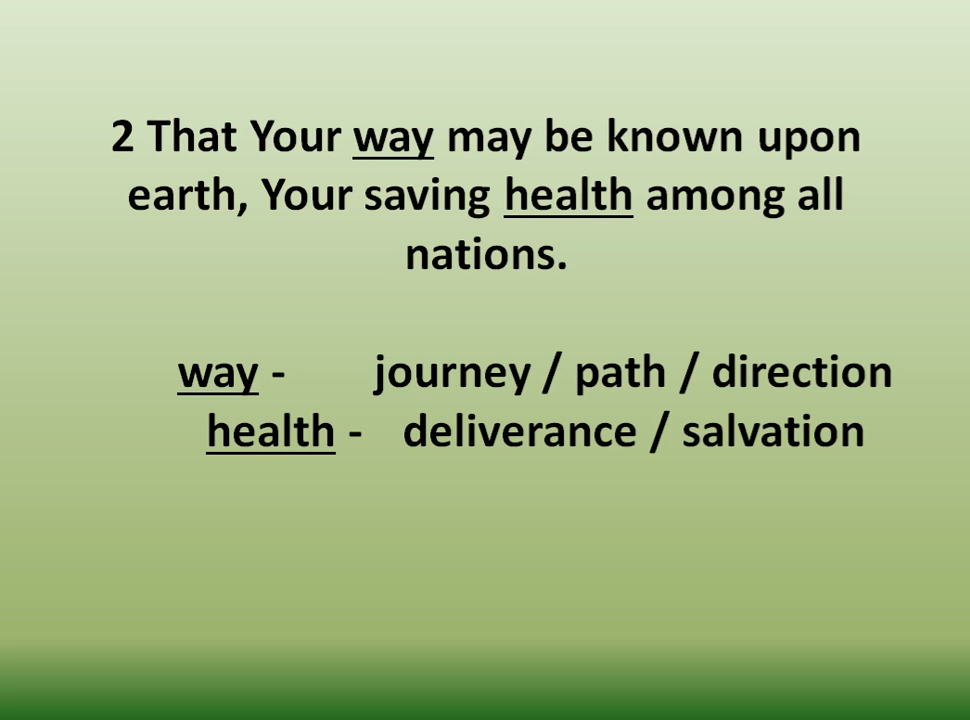 2 That Your way may be known upon
earth, Your saving health among all
nations.
way - journey / path / direction
health - deliverance / salvation